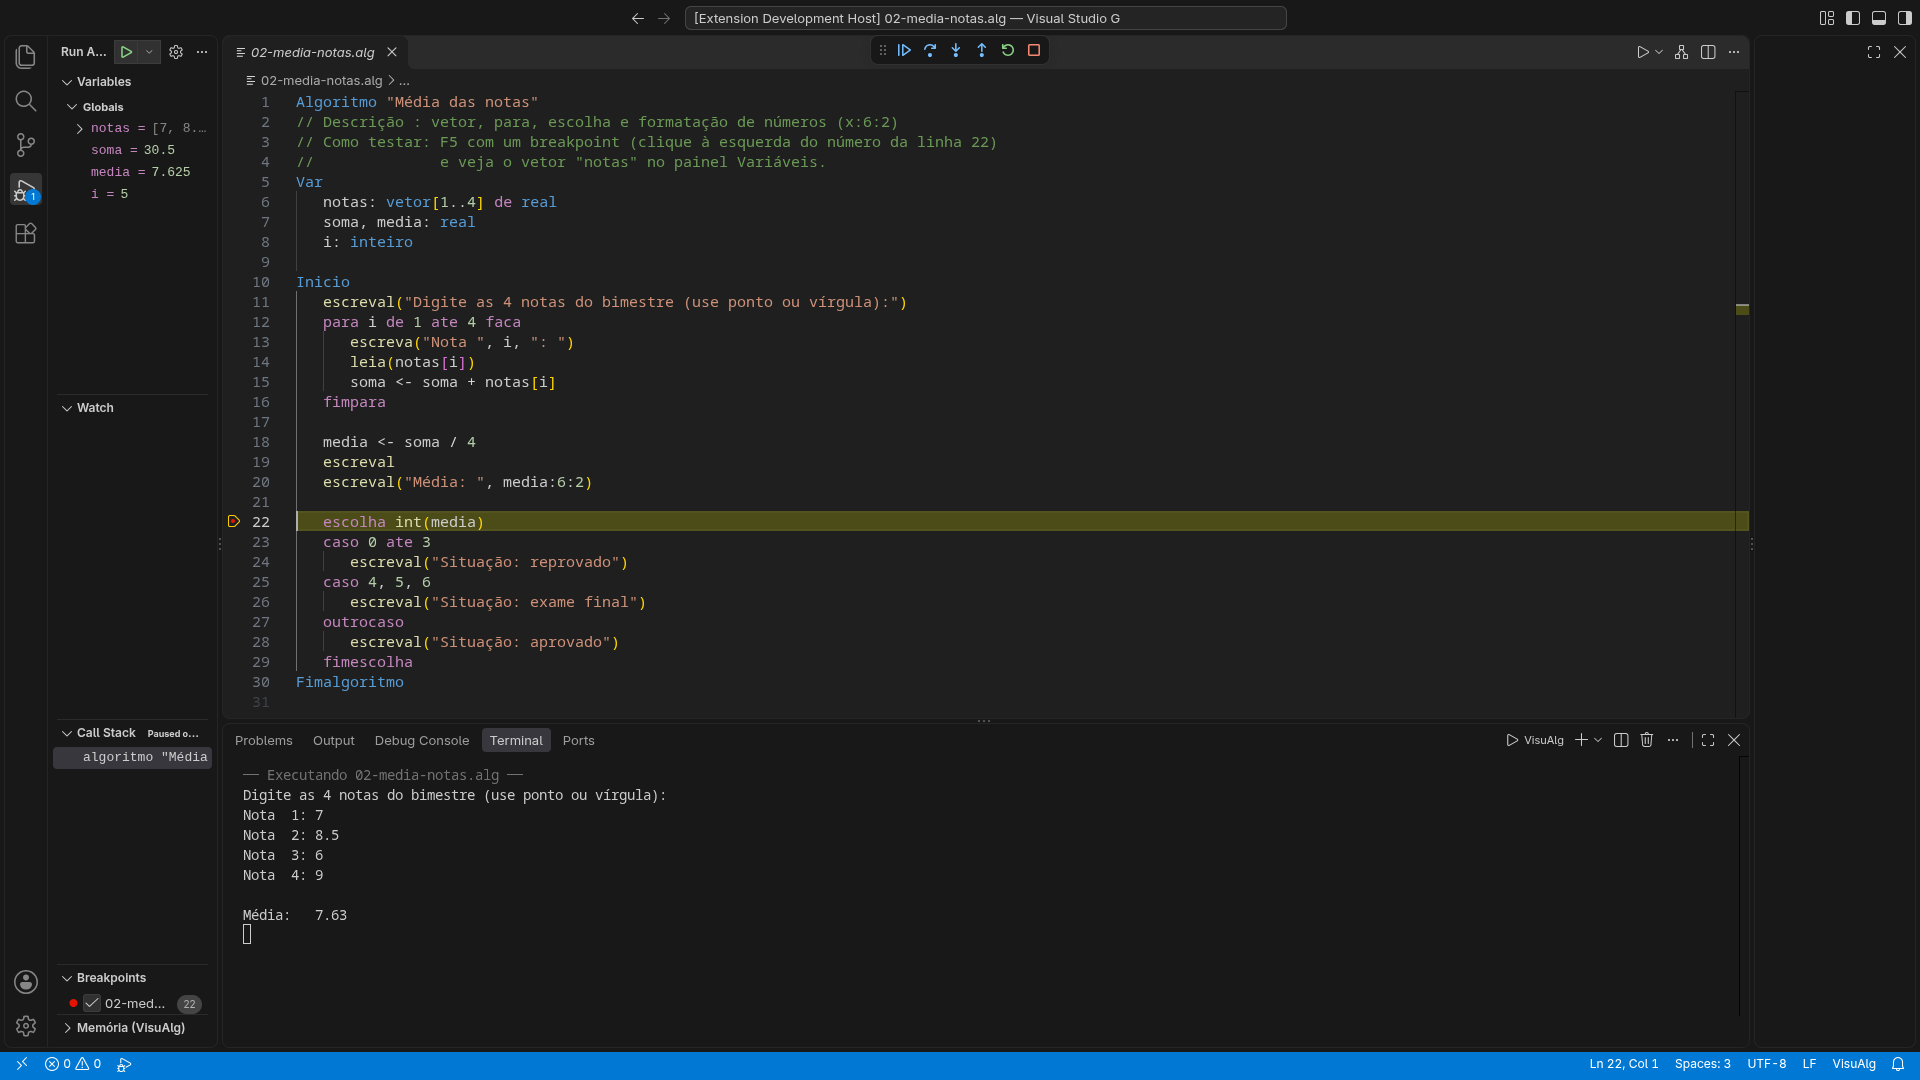 [Extension Development Host] 02-media-notas.alg — Visual Studio G
Run A...
Variables
Globais
notas = [7, 8....
soma = 30.5
media = 7.625
i = 5
Watch
Call Stack Paused o...
algoritmo "Média
Breakpoints
02-med... 22
Memória (VisuAlg)
1
02-media-notas.alg
02-media-notas.alg > ...
1 Algoritmo "Média das notas"
2 // Descrição : vetor, para, escolha e formatação de números (x:6:2)
3 // Como testar: F5 com um breakpoint (clique à esquerda do número da linha 22)
4 //              e veja o vetor "notas" no painel Variáveis.
5 Var
6    notas: vetor[1..4] de real
7    soma, media: real
8    i: inteiro
9
10 Inicio
11    escreval("Digite as 4 notas do bimestre (use ponto ou vírgula):")
12    para i de 1 ate 4 faca
13       escreva("Nota ", i, ": ")
14       leia(notas[i])
15       soma <- soma + notas[i]
16    fimpara
17
18    media <- soma / 4
19    escreval
20    escreval("Média: ", media:6:2)
21
22    escolha int(media)
23    caso 0 ate 3
24       escreval("Situação: reprovado")
25    caso 4, 5, 6
26       escreval("Situação: exame final")
27    outrocaso
28       escreval("Situação: aprovado")
29    fimescolha
30 Fimalgoritmo
31
Problems Output Debug Console Terminal Ports VisuAlg
── Executando 02-media-notas.alg ──
Digite as 4 notas do bimestre (use ponto ou vírgula):
Nota  1: 7
Nota  2: 8.5
Nota  3: 6
Nota  4: 9
Média:   7.63
0 0 Ln 22, Col 1 Spaces: 3 UTF-8 LF VisuAlg